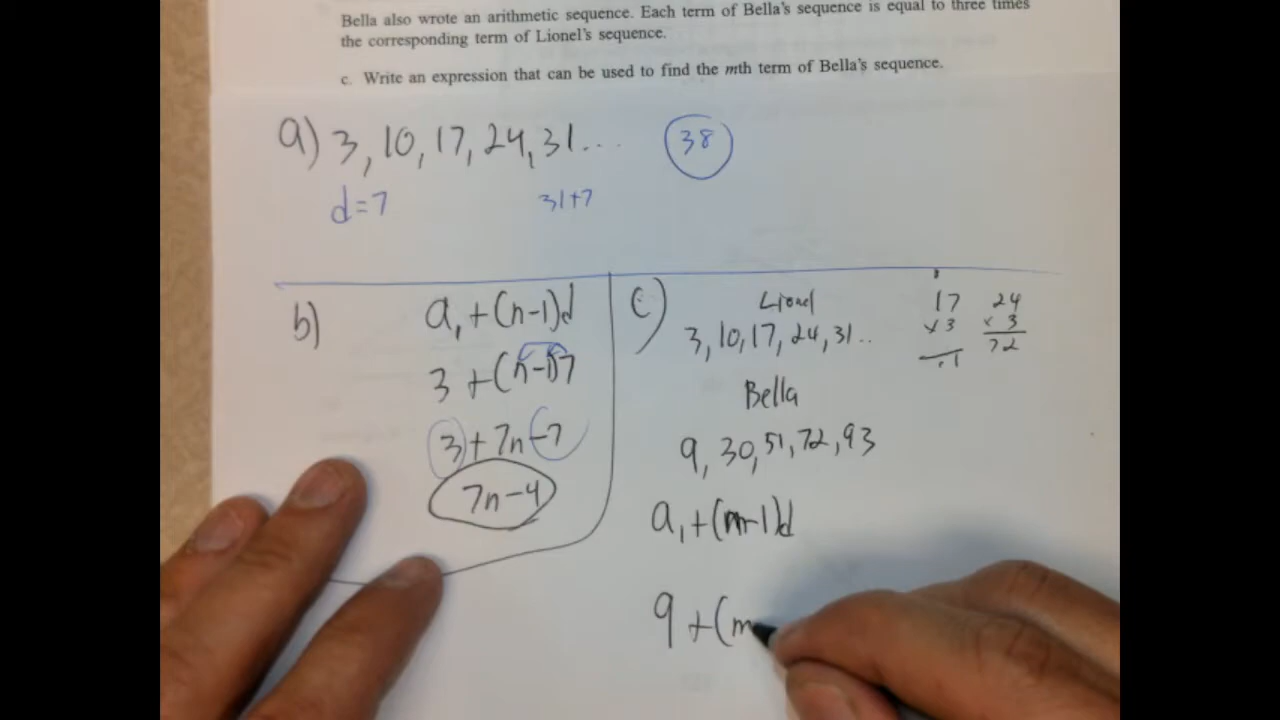 Bella also wrote an arithmetic sequence. Each term of Bella's sequence is equal to three times
the corresponding term of Lionel's sequence.
c. Write an expression that can be used to find the mth term of Bella's sequence.
a) 3, 10, 17, 24, 31... 38
d=7 31+7
b) a₁+(n-1)d
3+(n-1)7
3+7n-7
7n-4
c) Lionel
3, 10, 17, 24, 31..
17
×3
24
×3
72
Bella
9, 30, 51, 72, 93
a₁+(m-1)d
9+(m